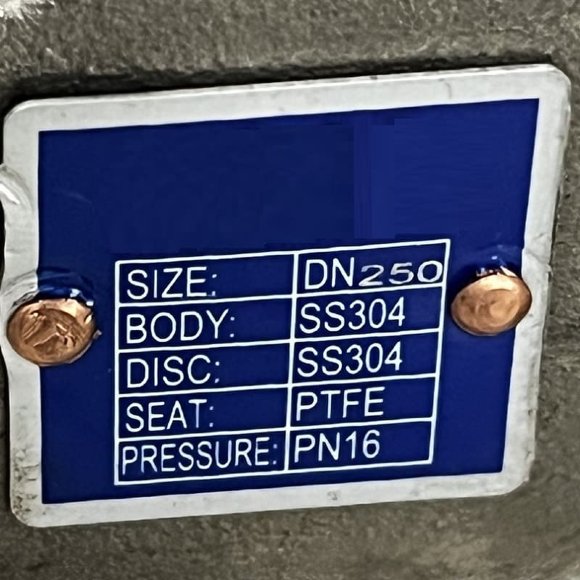 SIZE: DN250
BODY: SS304
DISC: SS304
SEAT: PTFE
PRESSURE: PN16